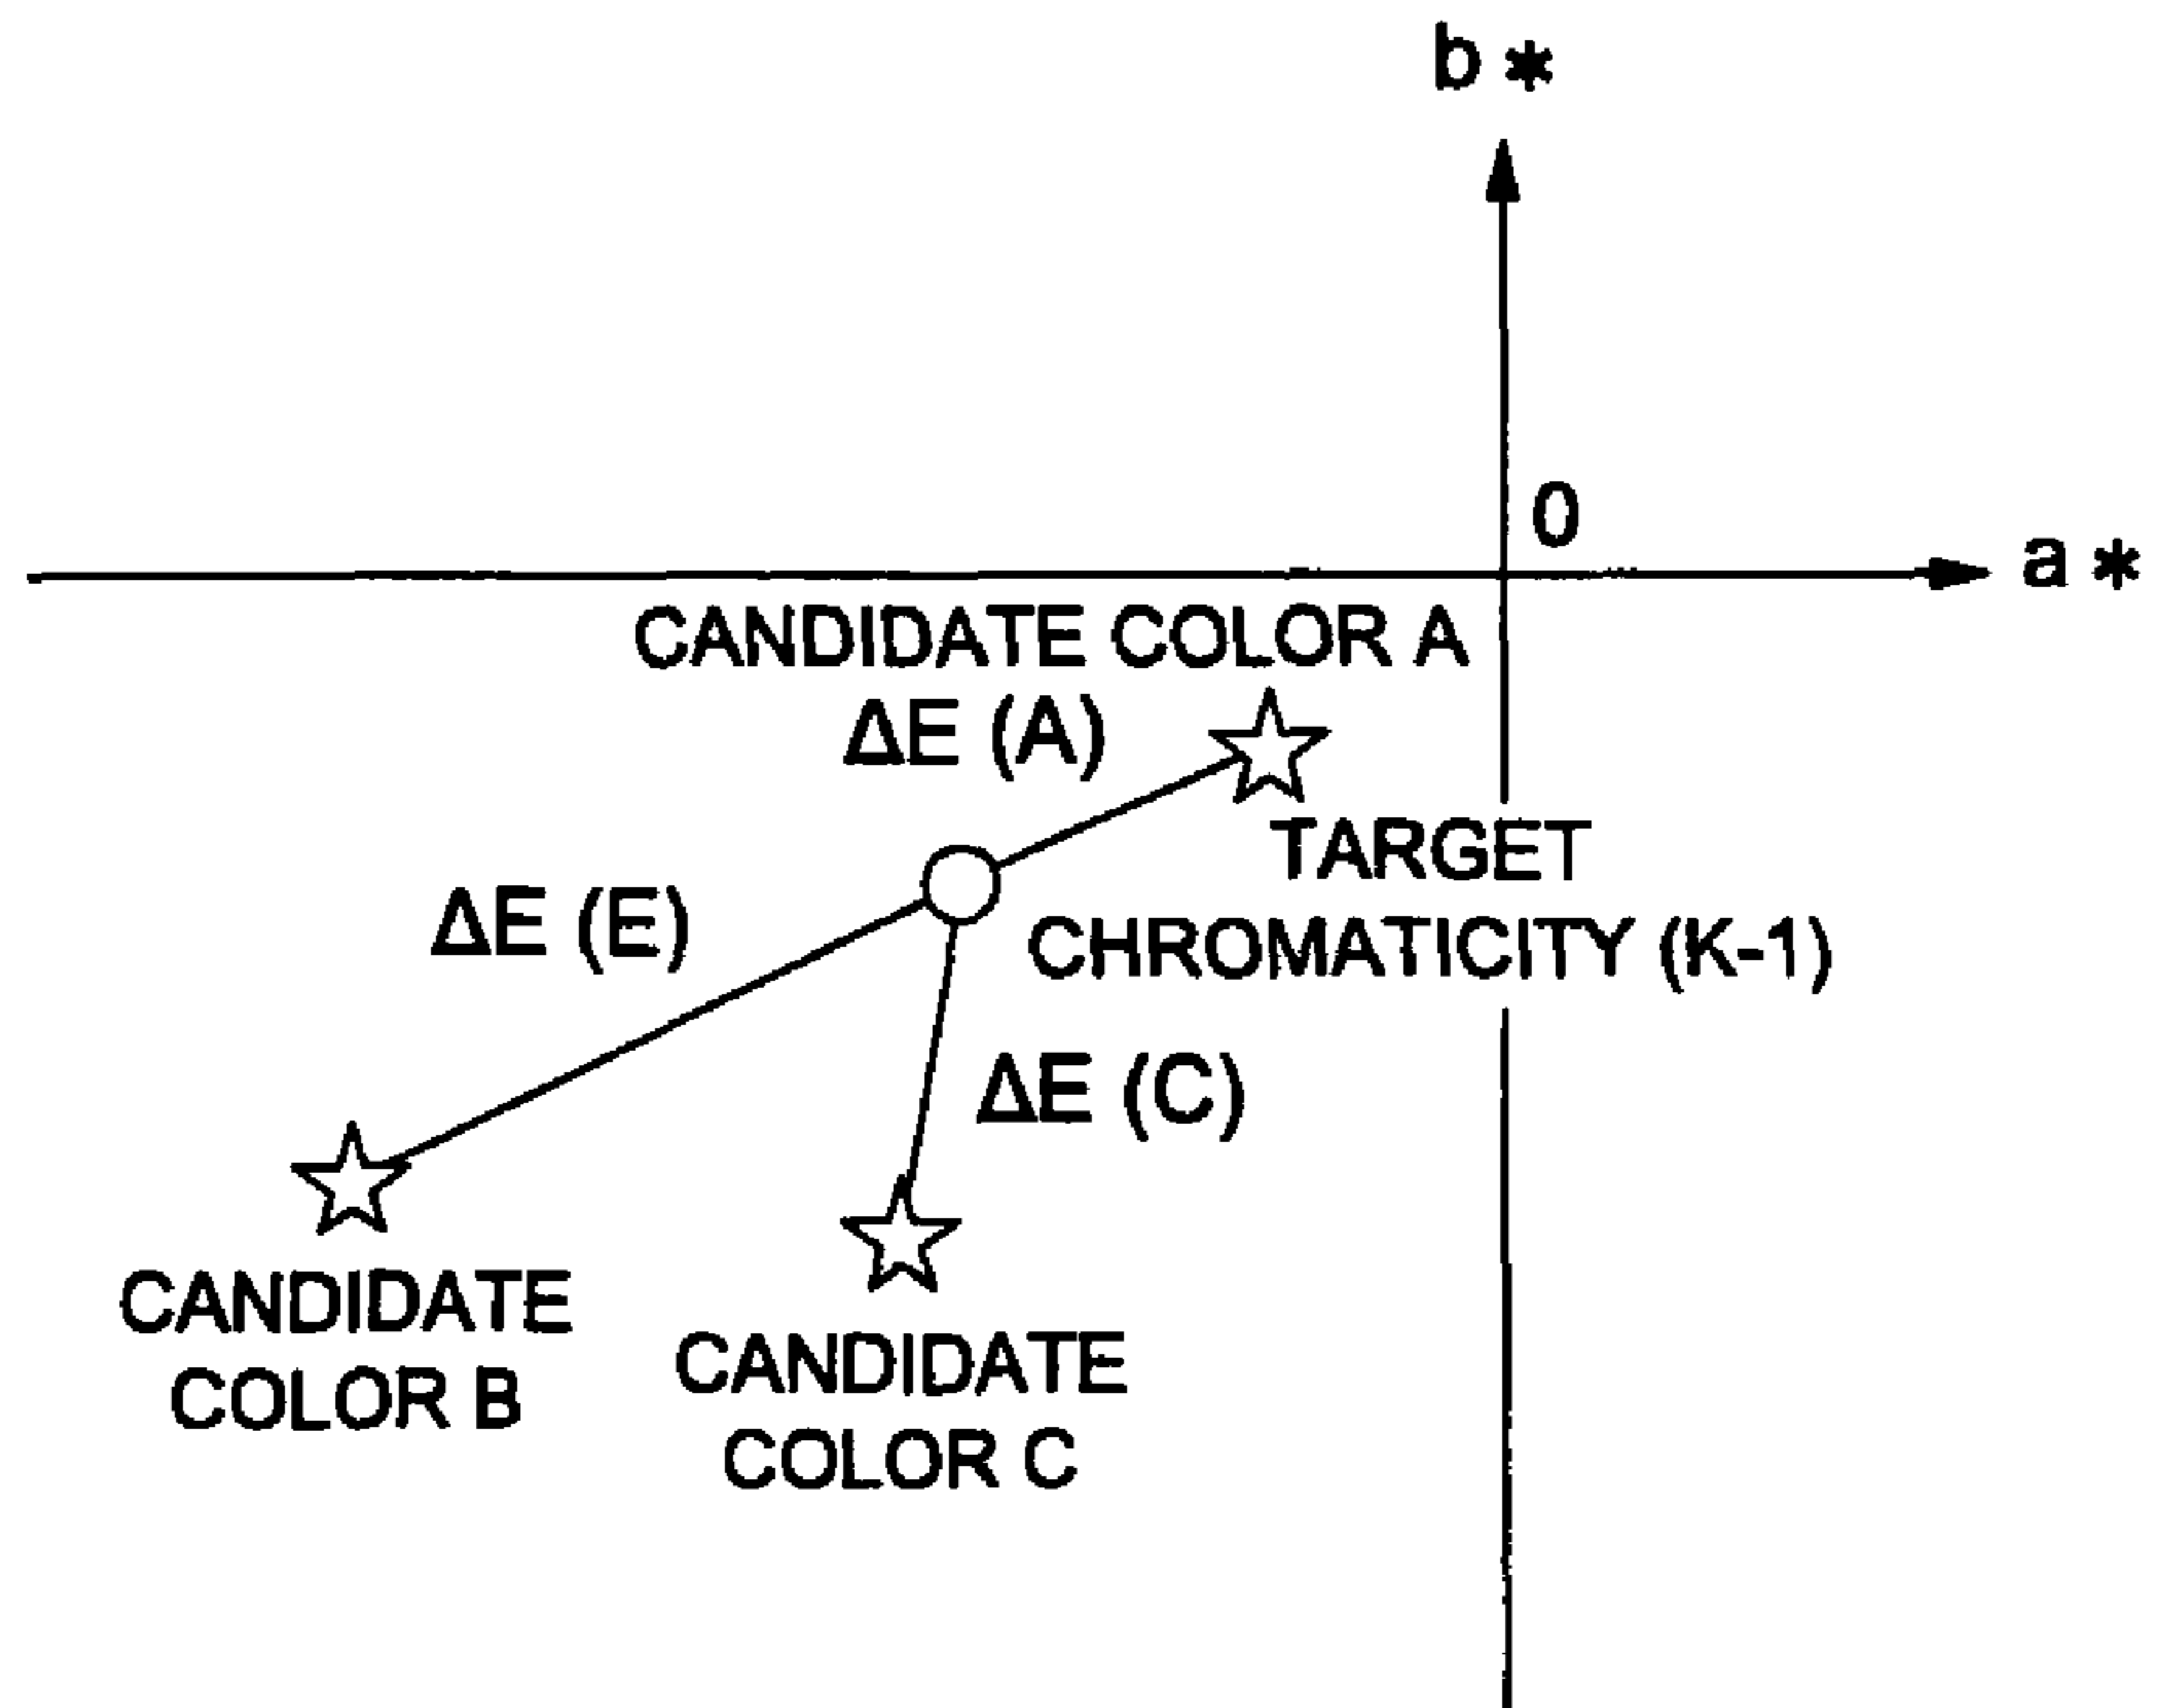 b*
0
a*
CANDIDATE COLOR A
ΔE (A)
TARGET
CHROMATICITY (K-1)
ΔE (E)
ΔE (C)
CANDIDATE
COLOR B
CANDIDATE
COLOR C